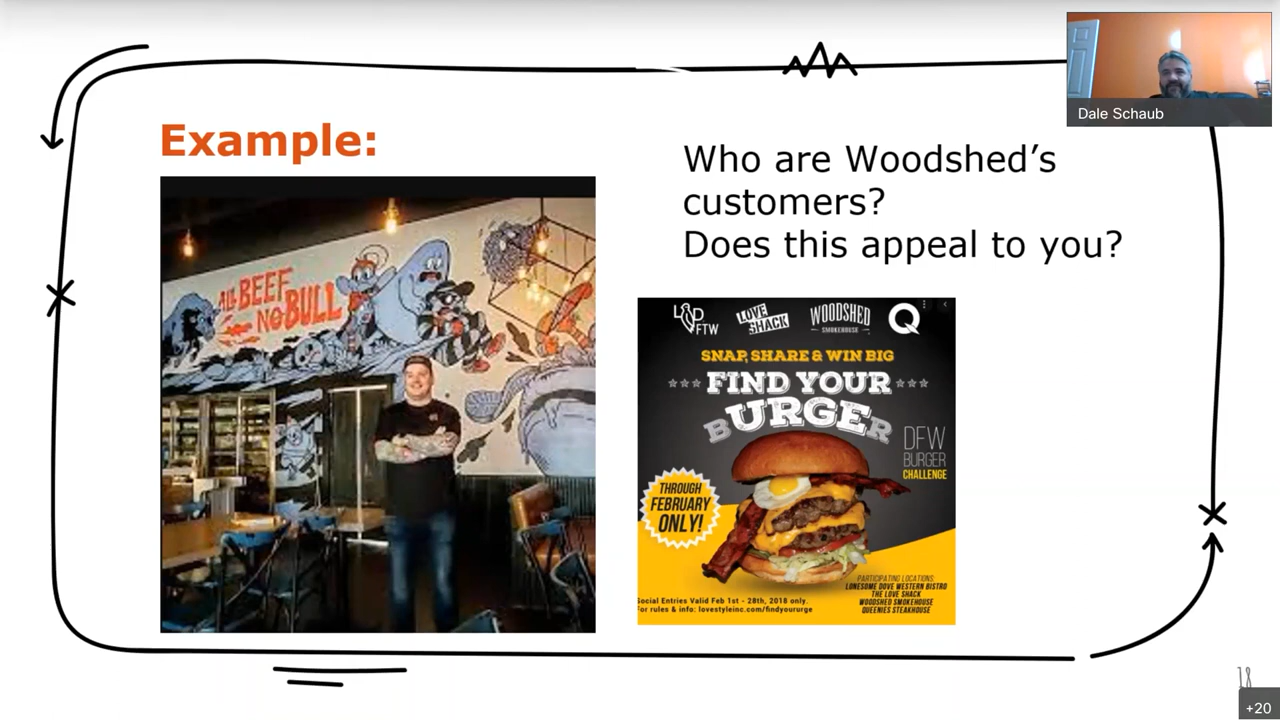 Dale Schaub
Example:
Who are Woodshed's
customers?
Does this appeal to you?
ALL BEEF
NO BULL
FTW
LOVE
SHACK
WOODSHED
SMOKEHOUSE
Q
SNAP, SHARE & WIN BIG
FIND YOUR
BURGER
DFW
BURGER
CHALLENGE
THROUGH
FEBRUARY
ONLY!
PARTICIPATING LOCATIONS
LONESOME DOVE WESTERN BISTRO
THE LOVE SHACK
WOODSHED SMOKEHOUSE
QUEENIES STEAKHOUSE
Social Entries Valid Feb 1st - 28th, 2018 only.
For rules & info: lovestyleinc.com/findyoururge
18
+20